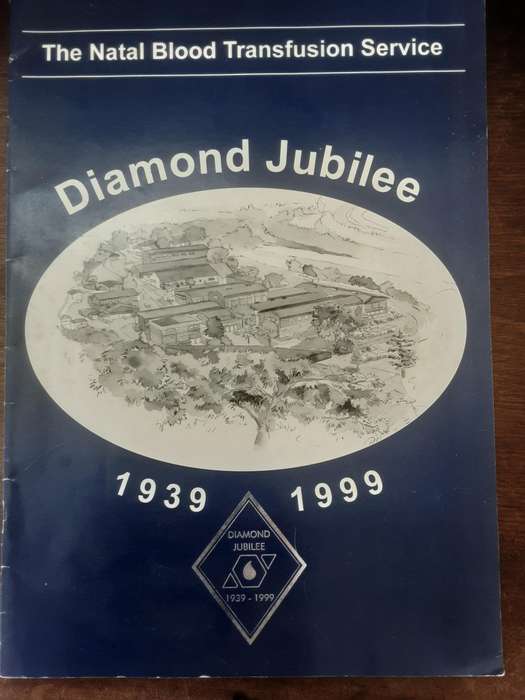 The Natal Blood Transfusion Service
Diamond Jubilee
1939 1999
DIAMOND
JUBILEE
1939 - 1999